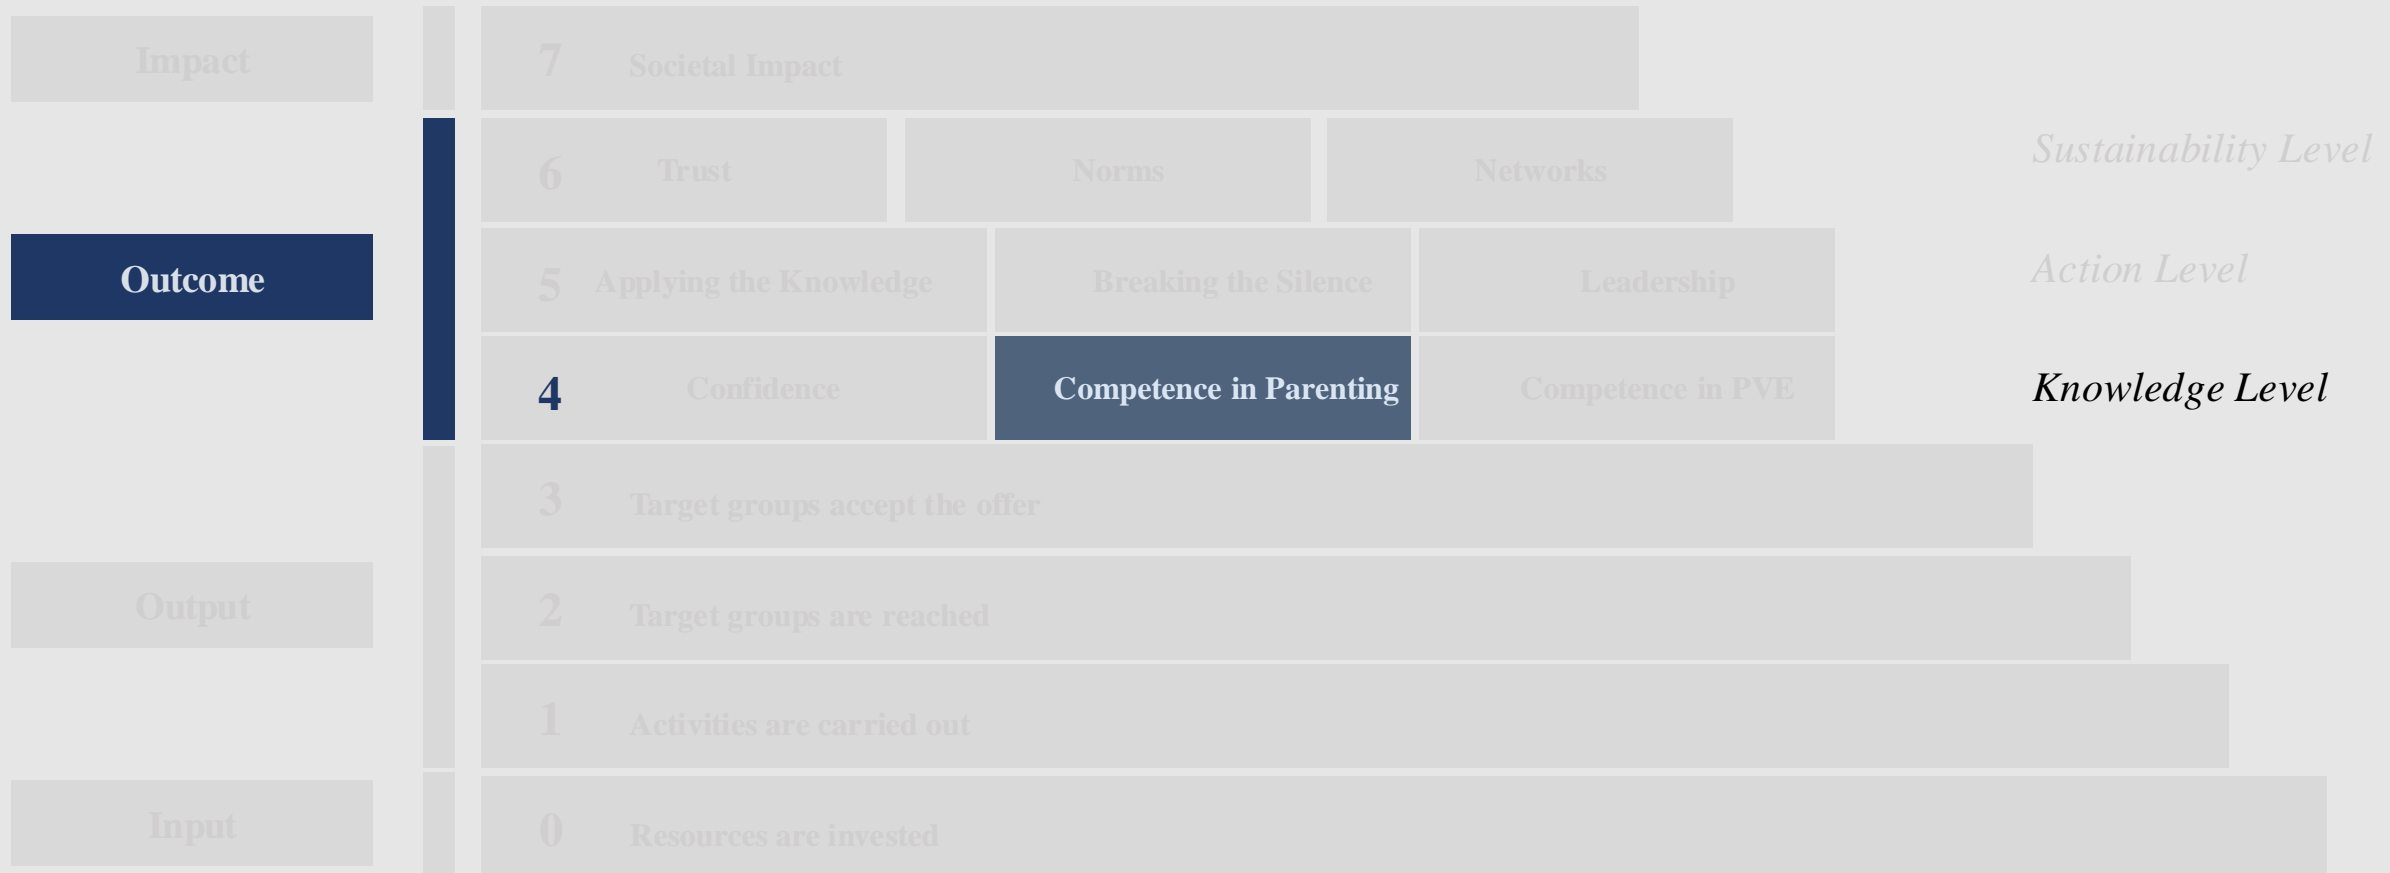 Impact
7 Societal Impact
6 Trust Norms Networks Sustainability Level
Outcome
5 Applying the Knowledge Breaking the Silence Leadership Action Level
4 Confidence Competence in Parenting Competence in PVE Knowledge Level
3 Target groups accept the offer
Output
2 Target groups are reached
1 Activities are carried out
Input
0 Resources are invested